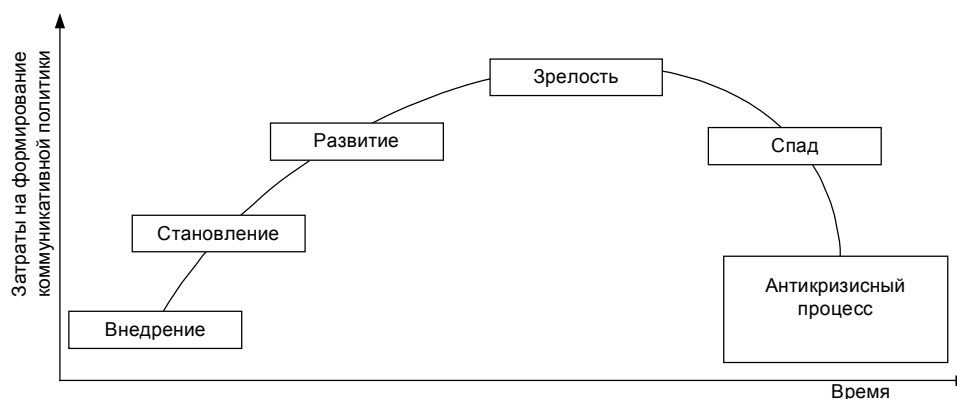 Затраты на формирование
коммуникативной политики
Зрелость
Развитие
Спад
Становление
Антикризисный
процесс
Внедрение
Время